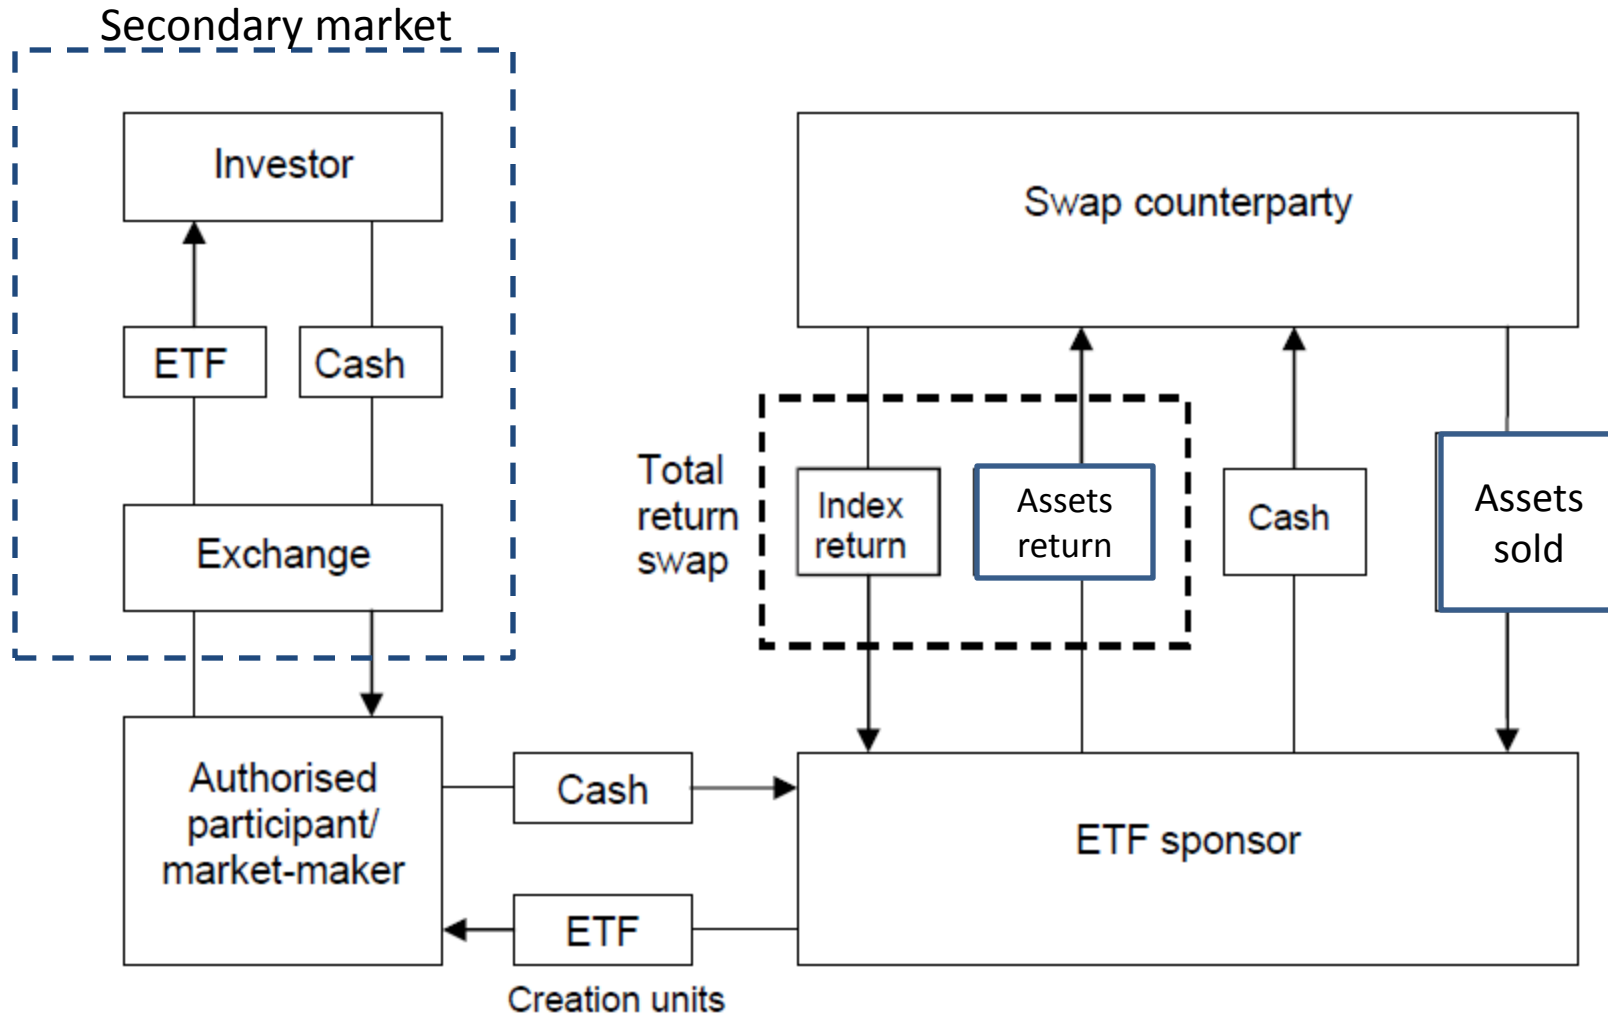 Secondary market
Investor
Swap counterparty
ETF
Cash
Total
return
swap
Index
return
Assets
return
Cash
Assets
sold
Exchange
Authorised
participant/
market-maker
Cash
ETF
Creation units
ETF sponsor